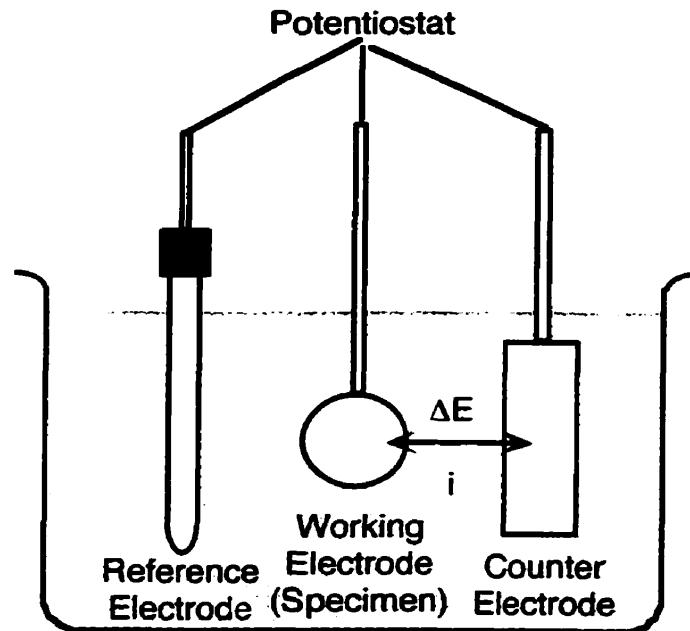 Potentiostat
ΔE
i
Reference
Electrode
Working
Electrode
(Specimen)
Counter
Electrode